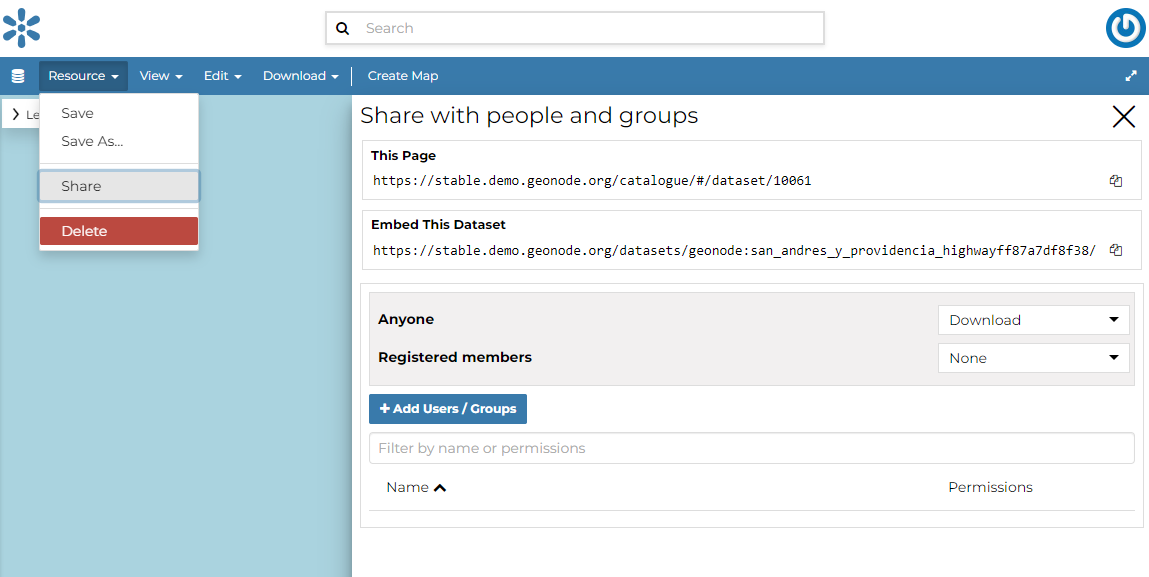 Search
Resource View Edit Download Create Map
Le
Save
Save As...
Share
Delete
Share with people and groups
This Page
https://stable.demo.geonode.org/catalogue/#/dataset/10061
Embed This Dataset
https://stable.demo.geonode.org/datasets/geonode:san_andres_y_providencia_highwayff87a7df8f38/
Anyone Download
Registered members None
+ Add Users / Groups
Filter by name or permissions
Name Permissions